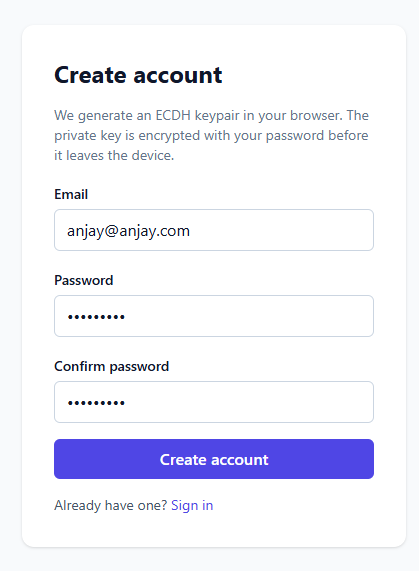 Create account
We generate an ECDH keypair in your browser. The
private key is encrypted with your password before
it leaves the device.
Email
anjay@anjay.com
Password
•••••••••
Confirm password
•••••••••
Create account
Already have one? Sign in